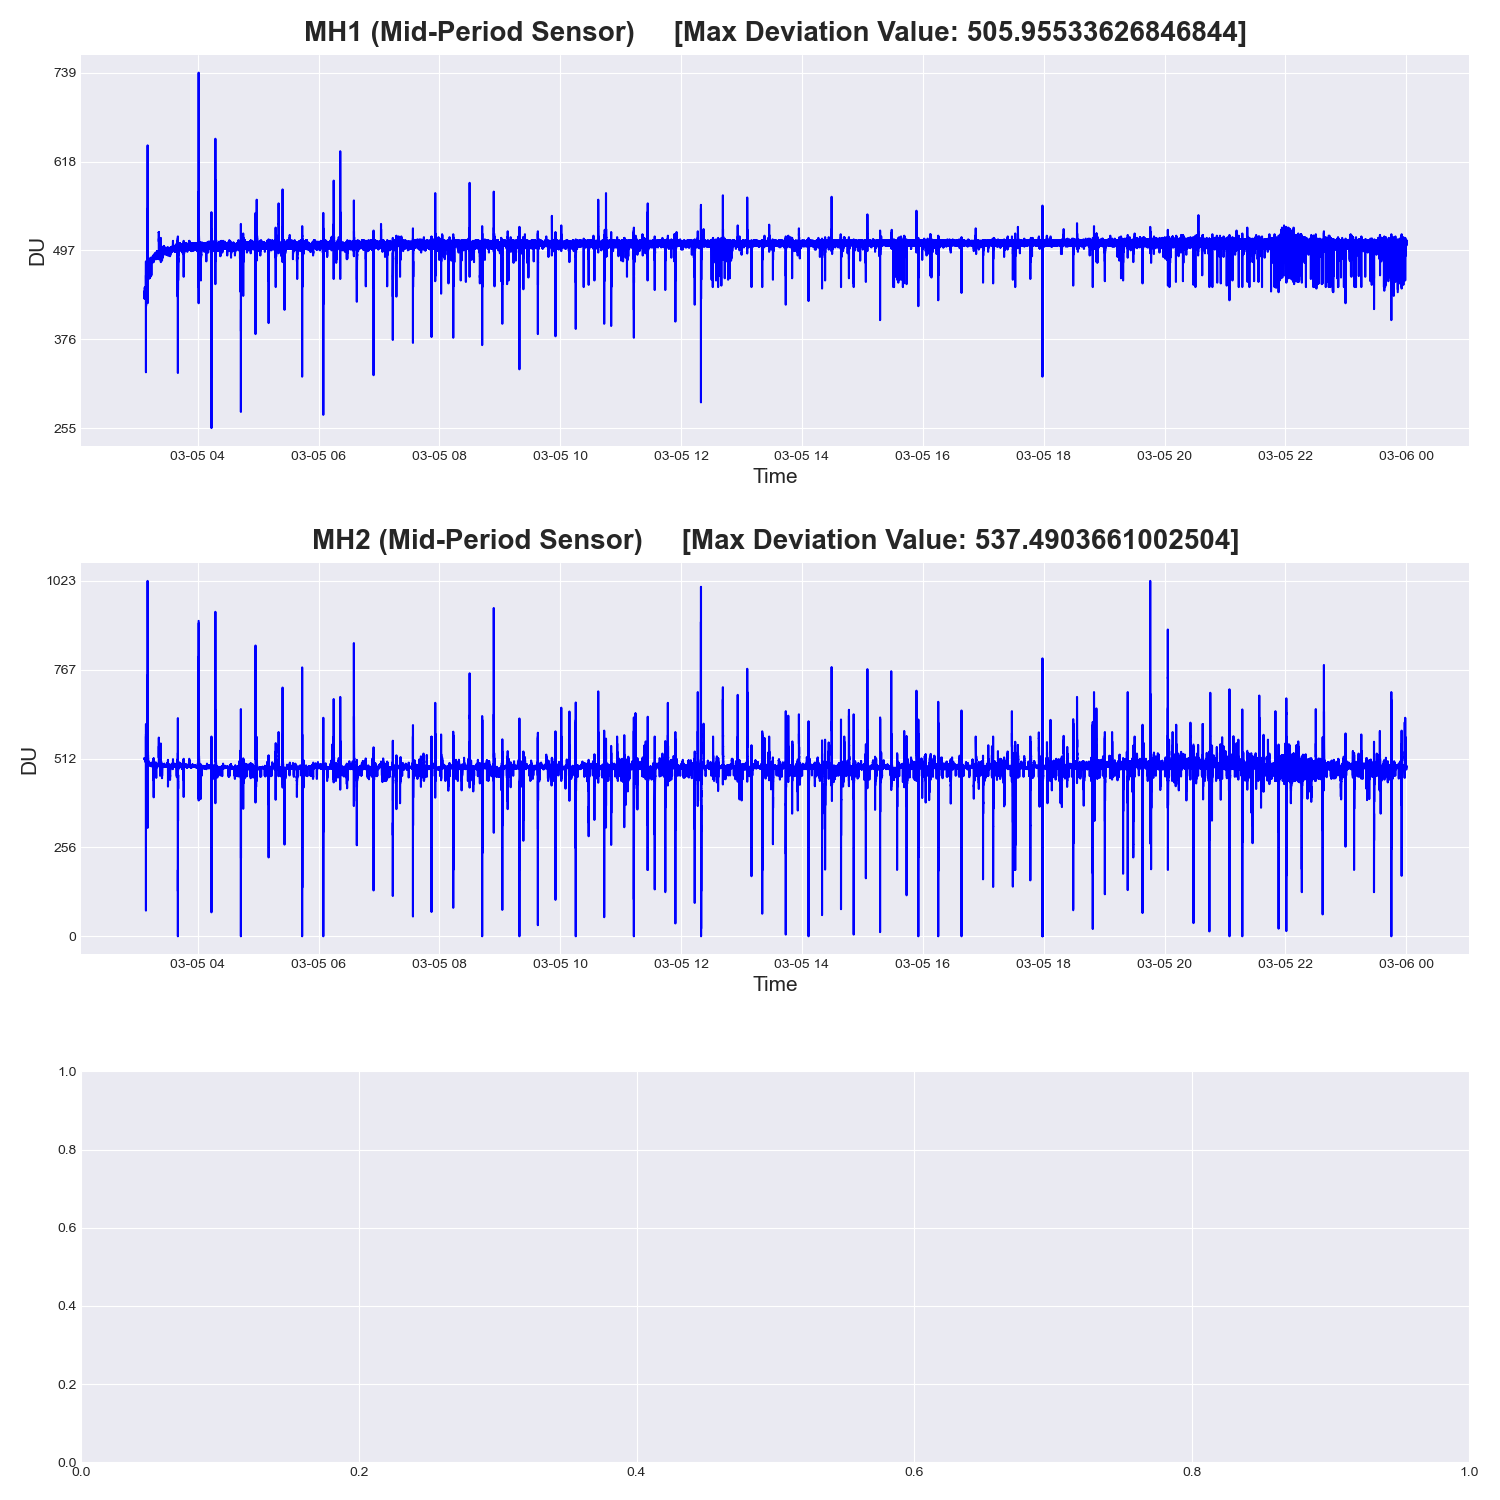 MH1 (Mid-Period Sensor) [Max Deviation Value: 505.95533626846844]
739
618
497
376
255
DU
03-05 04 03-05 06 03-05 08 03-05 10 03-05 12 03-05 14 03-05 16 03-05 18 03-05 20 03-05 22 03-06 00
Time
MH2 (Mid-Period Sensor) [Max Deviation Value: 537.4903661002504]
1023
767
512
256
0
DU
03-05 04 03-05 06 03-05 08 03-05 10 03-05 12 03-05 14 03-05 16 03-05 18 03-05 20 03-05 22 03-06 00
Time
1.0
0.8
0.6
0.4
0.2
0.0
0.0 0.2 0.4 0.6 0.8 1.0